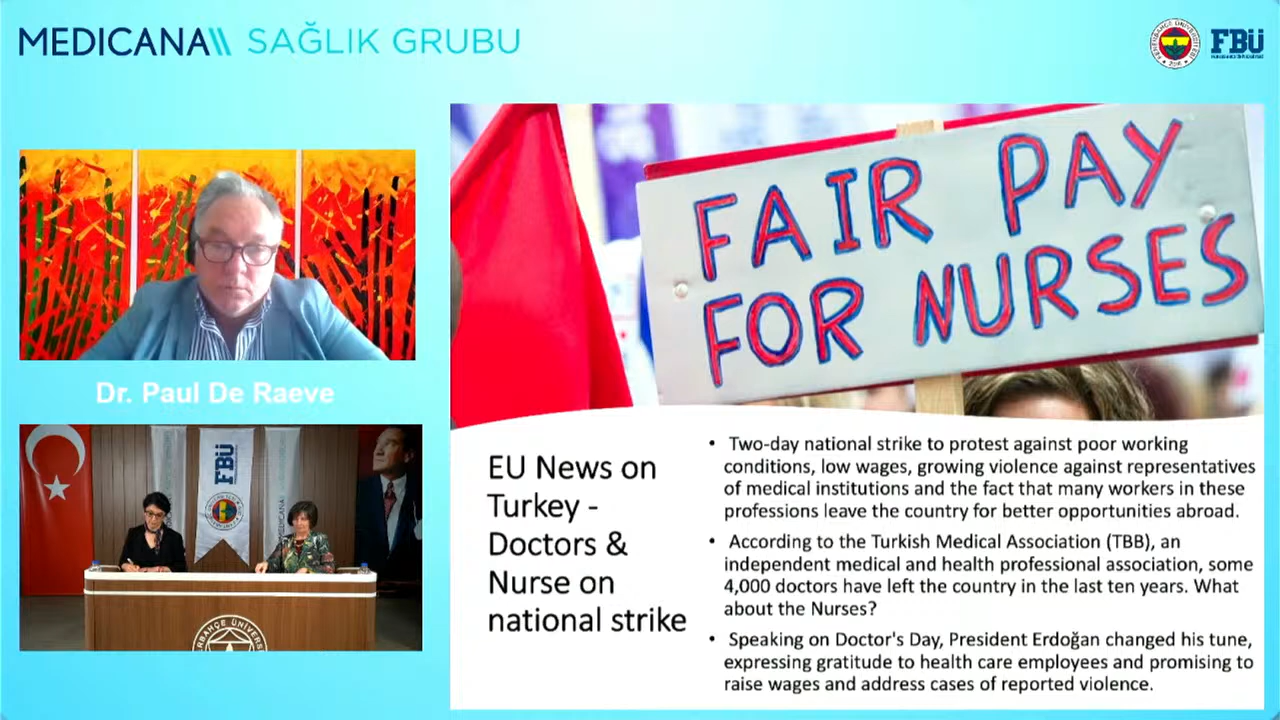 MEDICANA SAĞLIK GRUBU
FBÜ
FAIR PAY
FOR NURSES
Dr. Paul De Raeve
FBÜ
EU News on
Turkey -
Doctors &
Nurse on
national strike
• Two-day national strike to protest against poor working
conditions, low wages, growing violence against representatives
of medical institutions and the fact that many workers in these
professions leave the country for better opportunities abroad.
• According to the Turkish Medical Association (TBB), an
independent medical and health professional association, some
4,000 doctors have left the country in the last ten years. What
about the Nurses?
• Speaking on Doctor's Day, President Erdoğan changed his tune,
expressing gratitude to health care employees and promising to
raise wages and address cases of reported violence.